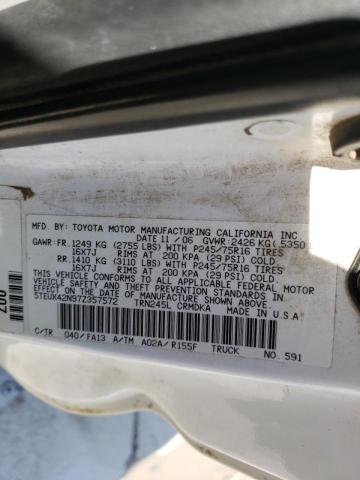 MFD. BY: TOYOTA MOTOR MANUFACTURING CALIFORNIA INC
DATE 11 / 06 GVWR: 2426 KG ( 5350
GAWR: FR. 1249 KG (2755 LBS) WITH P245/75R16 TIRES
16X7J RIMS AT 200 KPA (29 PSI) COLD
RR. 1410 KG (3110 LBS) WITH P245/75R16 TIRES
16X7J RIMS AT 200 KPA (29 PSI) COLD
THIS VEHICLE CONFORMS TO ALL APPLICABLE FEDERAL MOTOR
VEHICLE SAFETY STANDARDS IN EFFECT ON THE DATE OF
MANUFACTURE SHOWN ABOVE.
5TEUX42N97Z357572 TRN245L CRMDKA MADE IN U.S.A
C/TR 040/FA13 A/TM A02A/R155F TRUCK NO. 591